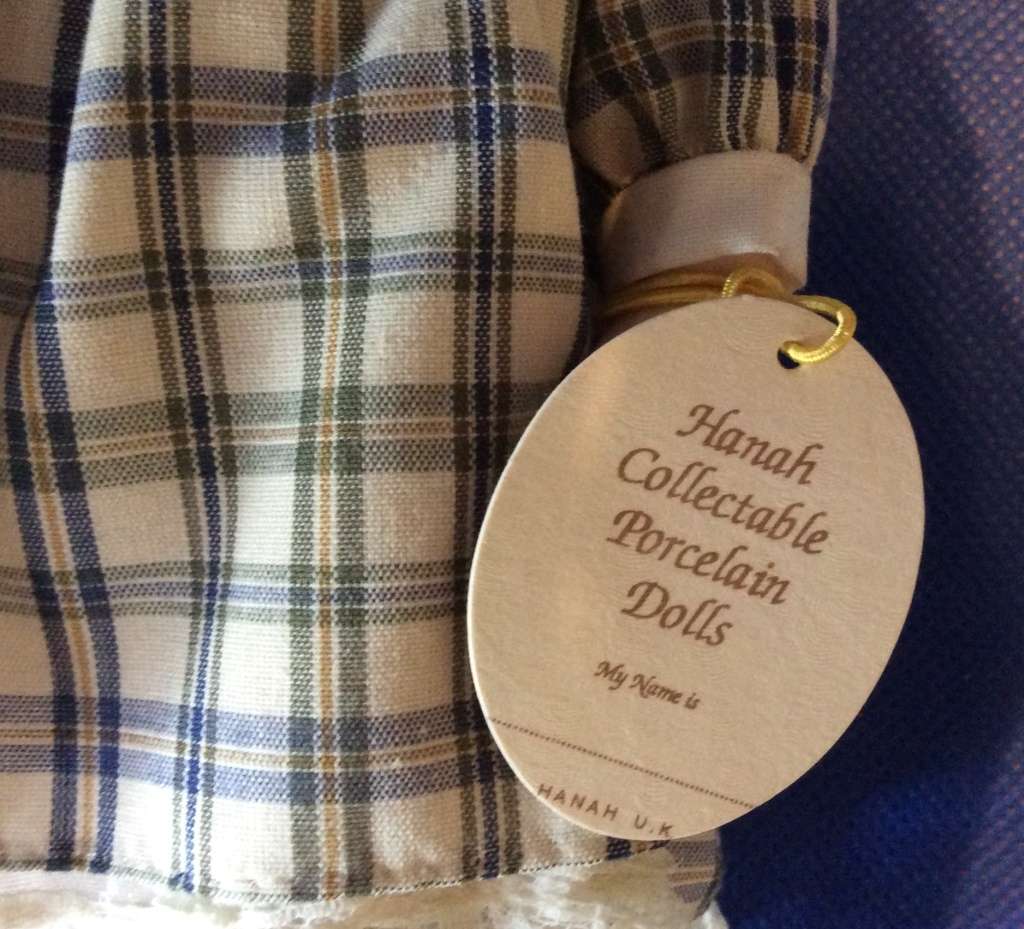 Hanah
Collectable
Porcelain
Dolls
My Name is
HANAH U.K